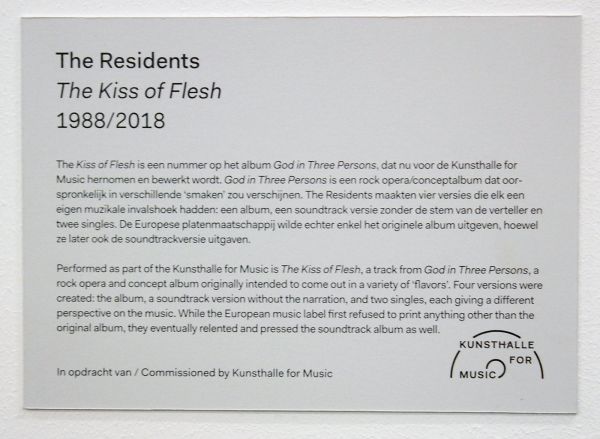 The Residents
The Kiss of Flesh
1988/2018
The Kiss of Flesh is een nummer op het album God in Three Persons, dat nu voor de Kunsthalle for
Music hernomen en bewerkt wordt. God in Three Persons is een rock opera/conceptalbum dat oor-
spronkelijk in verschillende ‘smaken’ zou verschijnen. The Residents maakten vier versies die elk een
eigen muzikale invalshoek hadden: een album, een soundtrack versie zonder de stem van de verteller en
twee singles. De Europese platenmaatschappij wilde echter enkel het originele album uitgeven, hoewel
ze later ook de soundtrackversie uitgaven.
Performed as part of the Kunsthalle for Music is The Kiss of Flesh, a track from God in Three Persons, a
rock opera and concept album originally intended to come out in a variety of ‘flavors’. Four versions were
created: the album, a soundtrack version without the narration, and two singles, each giving a different
perspective on the music. While the European music label first refused to print anything other than the
original album, they eventually relented and pressed the soundtrack album as well.
In opdracht van / Commissioned by Kunsthalle for Music
KUNSTHALLE
FOR
MUSIC